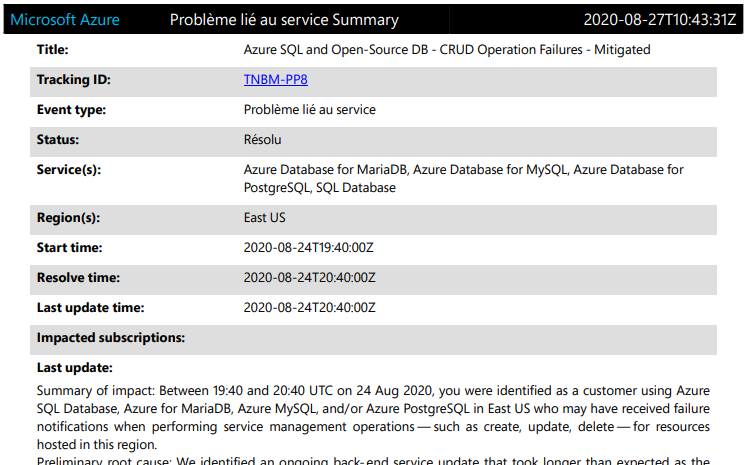 Microsoft Azure Problème lié au service Summary 2020-08-27T10:43:31Z
Title: Azure SQL and Open-Source DB - CRUD Operation Failures - Mitigated
Tracking ID: TNBM-PP8
Event type: Problème lié au service
Status: Résolu
Service(s): Azure Database for MariaDB, Azure Database for MySQL, Azure Database for
PostgreSQL, SQL Database
Region(s): East US
Start time: 2020-08-24T19:40:00Z
Resolve time: 2020-08-24T20:40:00Z
Last update time: 2020-08-24T20:40:00Z
Impacted subscriptions:
Last update:
Summary of impact: Between 19:40 and 20:40 UTC on 24 Aug 2020, you were identified as a customer using Azure
SQL Database, Azure for MariaDB, Azure MySQL, and/or Azure PostgreSQL in East US who may have received failure
notifications when performing service management operations — such as create, update, delete — for resources
hosted in this region.
Preliminary root cause: We identified an ongoing back-end service update that took longer than expected as the